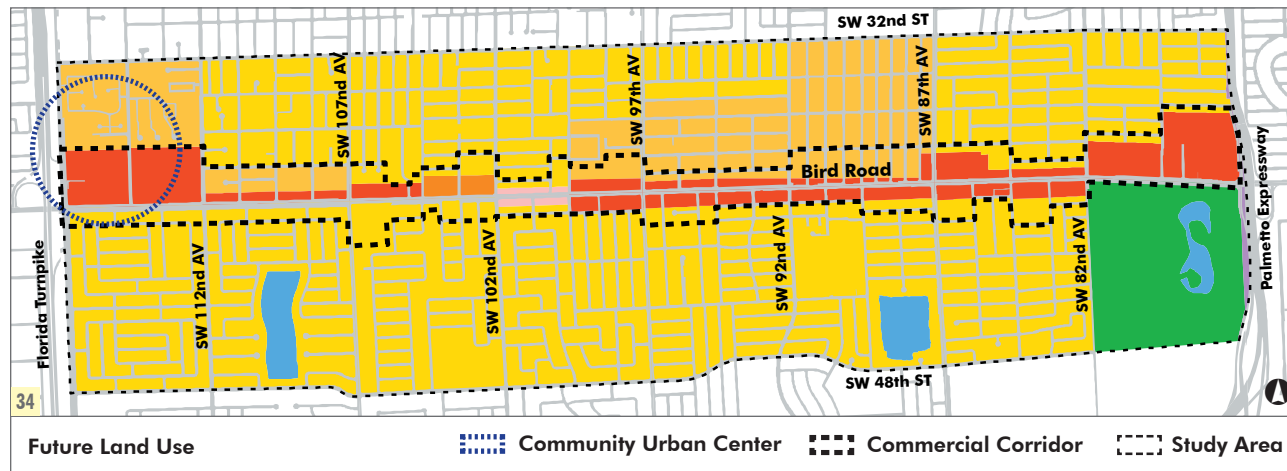 SW 32nd ST
SW 107nd AV
SW 97th AV
SW 87th AV
Bird Road
Florida Turnpike
SW 112nd AV
SW 102nd AV
SW 92nd AV
SW 82nd AV
Palmetto Expressway
SW 48th ST
34
Future Land Use
Community Urban Center
Commercial Corridor
Study Area